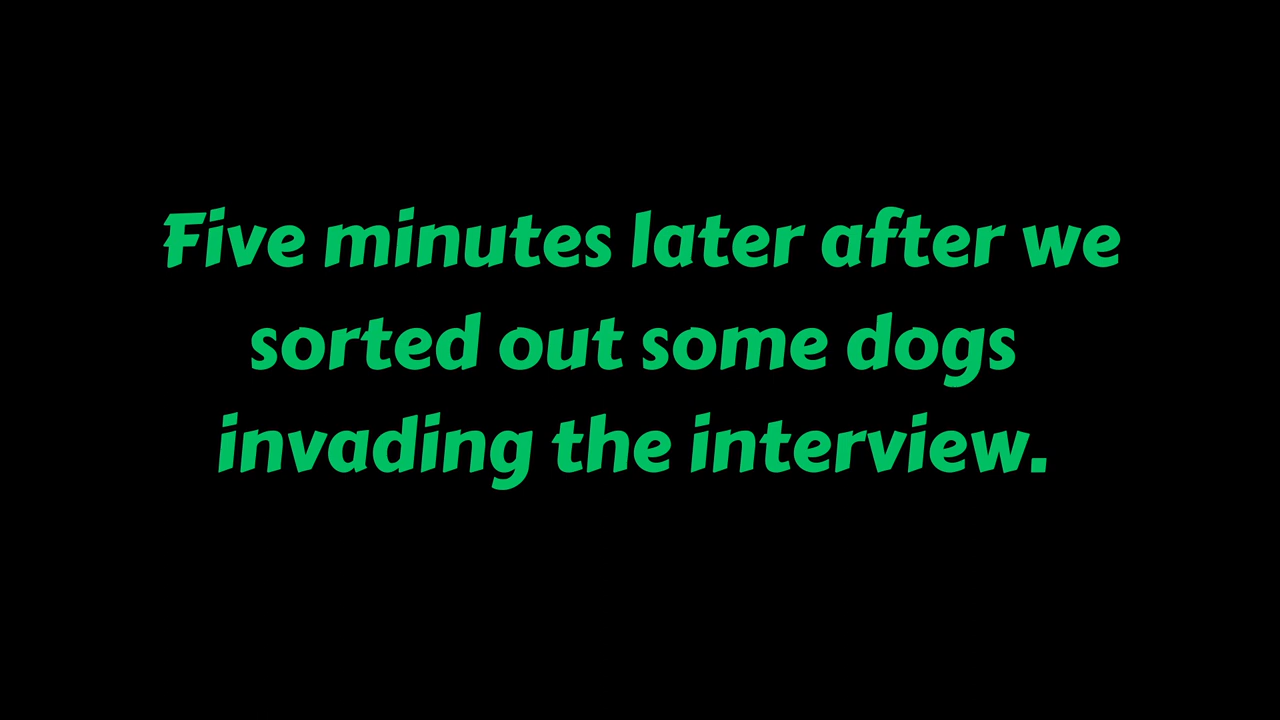 Five minutes later after we
sorted out some dogs
invading the interview.